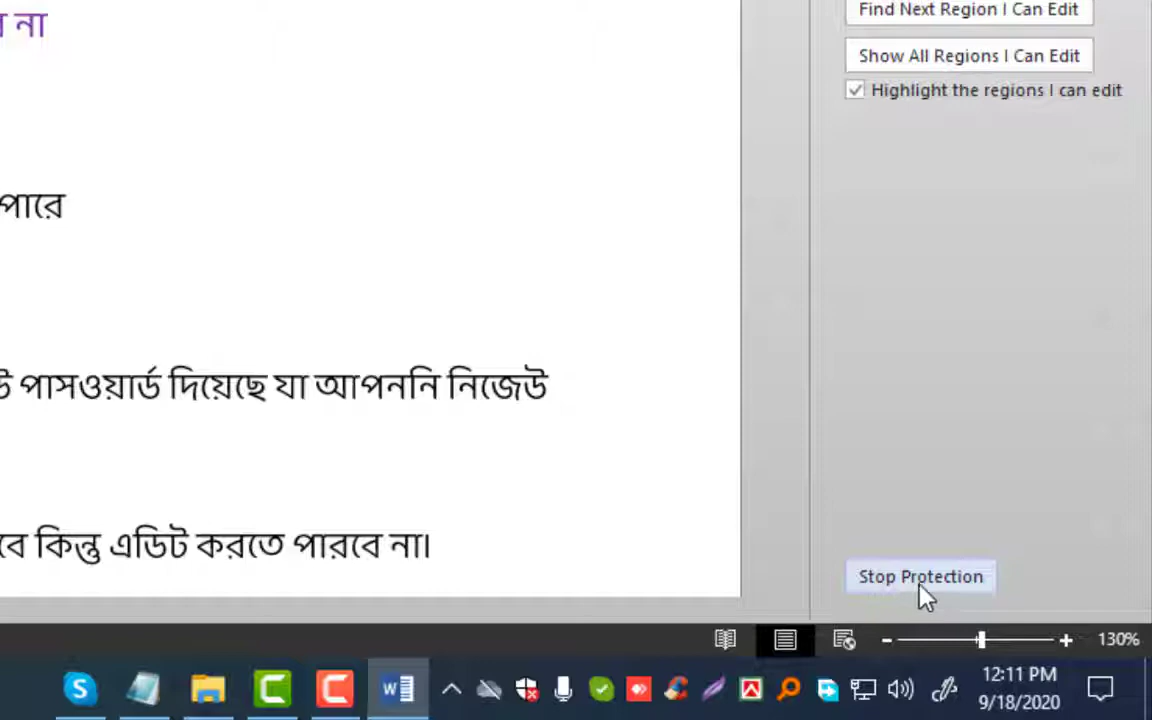 না
Find Next Region I Can Edit
Show All Regions I Can Edit
Highlight the regions I can edit
পারে
পাসওয়ার্ড দিয়েছে যা আপননি নিজেউ
কিন্তু এডিট করতে পারবে না।
Stop Protection
130%
12:11 PM
9/18/2020